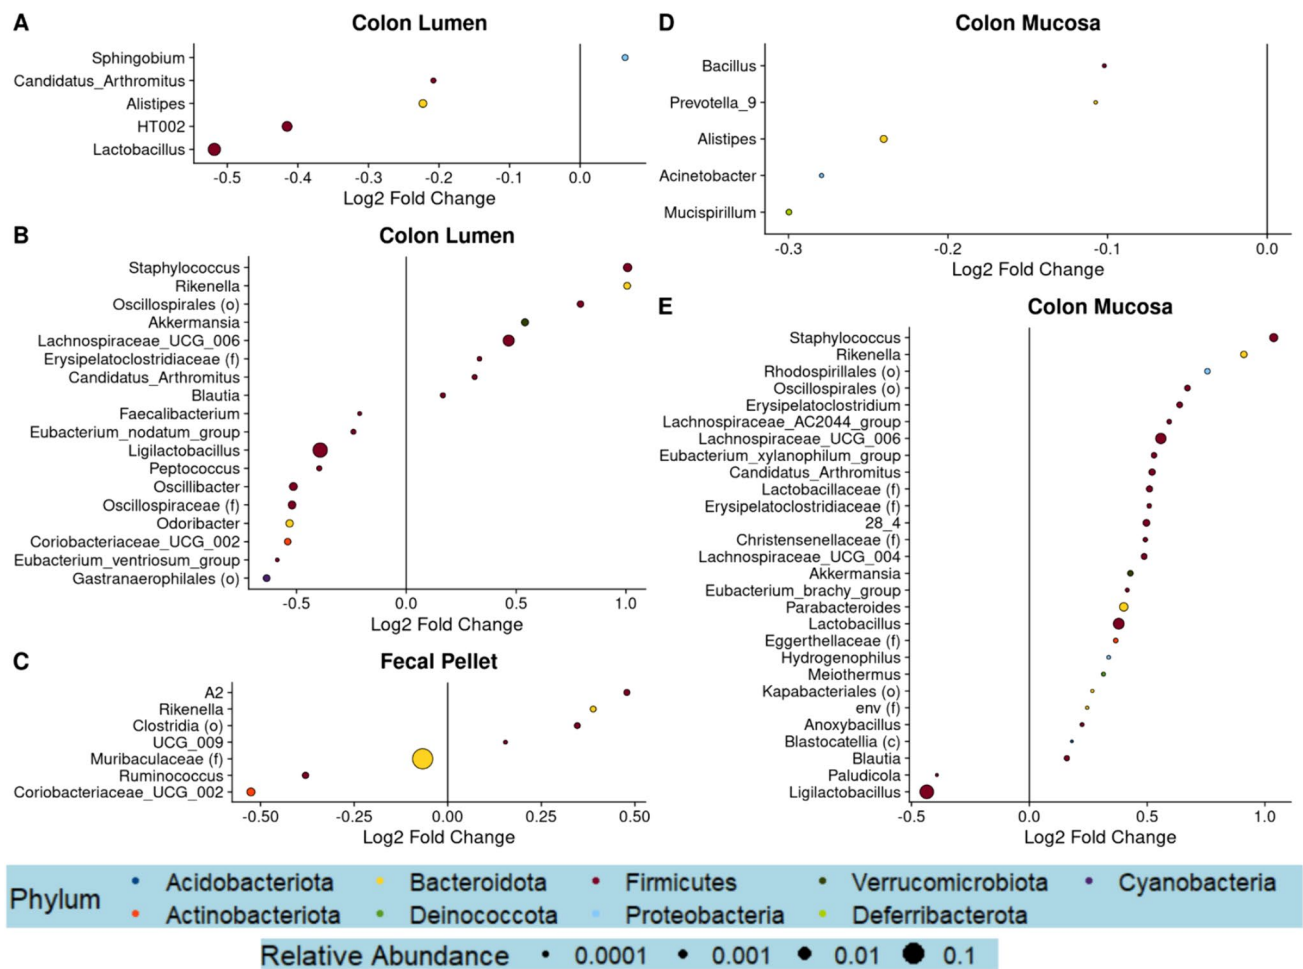 A
Colon Lumen
Sphingobium
Candidatus_Arthromitus
Alistipes
HT002
Lactobacillus
-0.5 -0.4 -0.3 -0.2 -0.1 0.0
Log2 Fold Change
B
Colon Lumen
Staphylococcus
Rikenella
Oscillospirales (o)
Akkermansia
Lachnospiraceae_UCG_006
Erysipelatoclostridiaceae (f)
Candidatus_Arthromitus
Blautia
Faecalibacterium
Eubacterium_nodatum_group
Ligilactobacillus
Peptococcus
Oscillibacter
Oscillospiraceae (f)
Odoribacter
Coriobacteriaceae_UCG_002
Eubacterium_ventriosum_group
Gastranaerophilales (o)
-0.5 0.0 0.5 1.0
Log2 Fold Change
C
Fecal Pellet
A2
Rikenella
Clostridia (o)
UCG_009
Muribaculaceae (f)
Ruminococcus
Coriobacteriaceae_UCG_002
-0.50 -0.25 0.00 0.25 0.50
Log2 Fold Change
D
Colon Mucosa
Bacillus
Prevotella_9
Alistipes
Acinetobacter
Mucispirillum
-0.3 -0.2 -0.1 0.0
Log2 Fold Change
E
Colon Mucosa
Staphylococcus
Rikenella
Rhodospirillales (o)
Oscillospirales (o)
Erysipelatoclostridium
Lachnospiraceae_AC2044_group
Lachnospiraceae_UCG_006
Eubacterium_xylanophilum_group
Candidatus_Arthromitus
Lactobacillaceae (f)
Erysipelatoclostridiaceae (f)
28_4
Christensenellaceae (f)
Lachnospiraceae_UCG_004
Akkermansia
Eubacterium_brachy_group
Parabacteroides
Lactobacillus
Eggerthellaceae (f)
Hydrogenophilus
Meiothermus
Kapabacteriales (o)
env (f)
Anoxybacillus
Blastocatellia (c)
Blautia
Paludicola
Ligilactobacillus
-0.5 0.0 0.5 1.0
Log2 Fold Change
Phylum
Acidobacteriota Bacteroidota Firmicutes Verrucomicrobiota Cyanobacteria
Actinobacteriota Deinococcota Proteobacteria Deferribacterota
Relative Abundance 0.0001 0.001 0.01 0.1